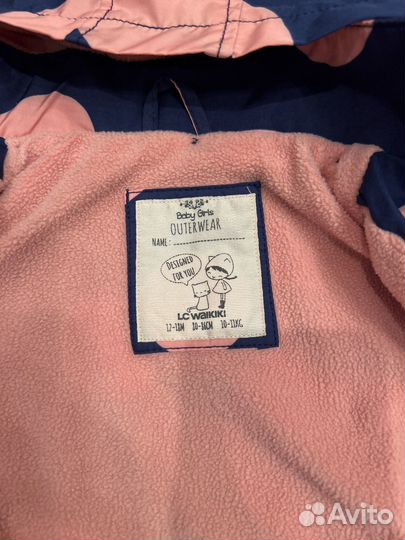 Baby Girls
OUTERWEAR
NAME:
DESIGNED
FOR YOU
LC WAIKIKI
12-18M 80-86CM 10-11KG
Avito